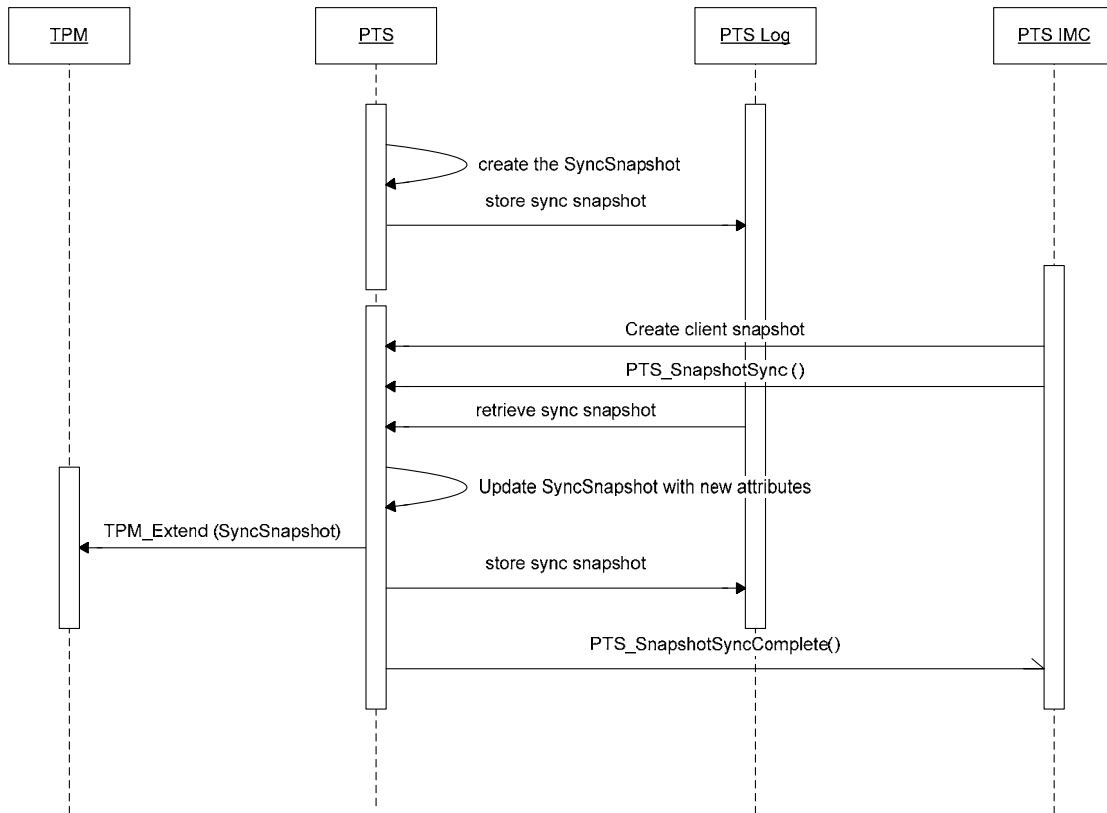 TPM
PTS
PTS Log
PTS IMC
create the SyncSnapshot
store sync snapshot
Create client snapshot
PTS_SnapshotSync ()
retrieve sync snapshot
Update SyncSnapshot with new attributes
TPM_Extend (SyncSnapshot)
store sync snapshot
PTS_SnapshotSyncComplete()